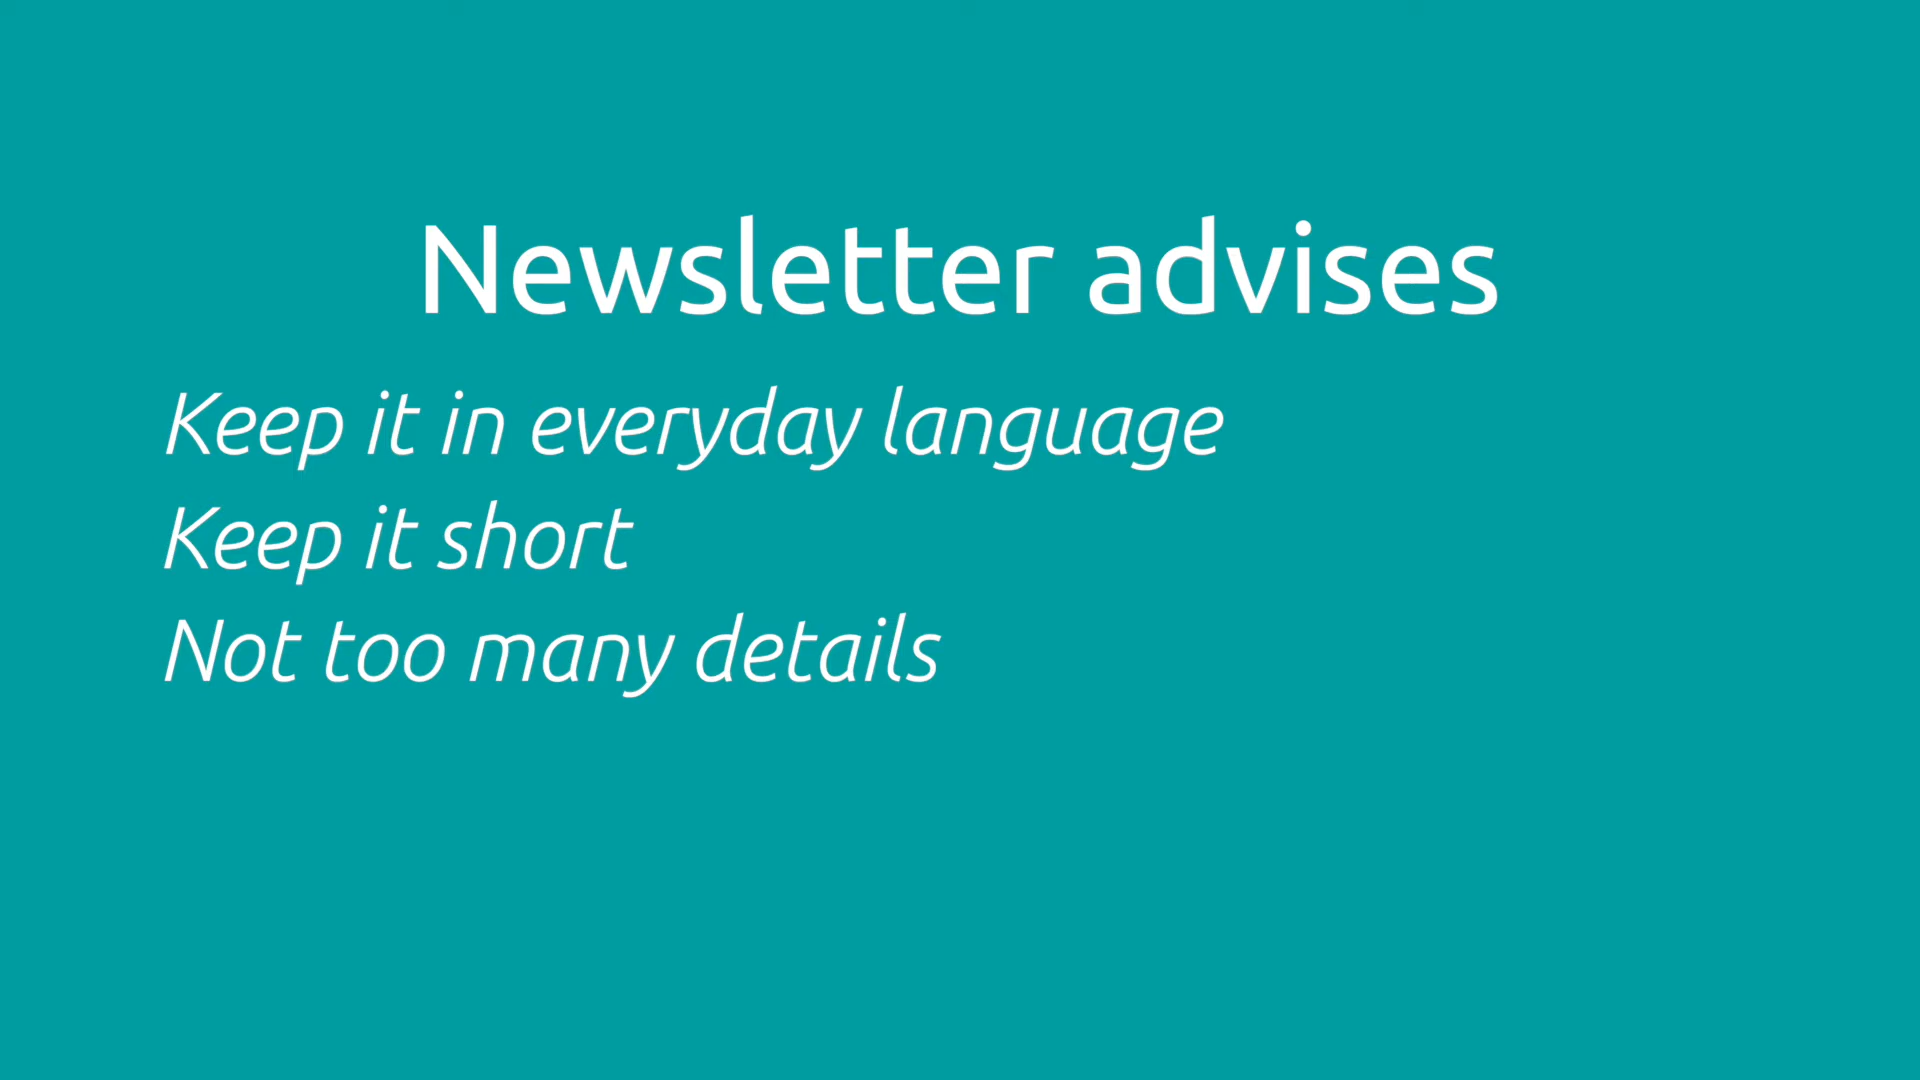 Newsletter advises
Keep it in everyday language
Keep it short
Not too many details